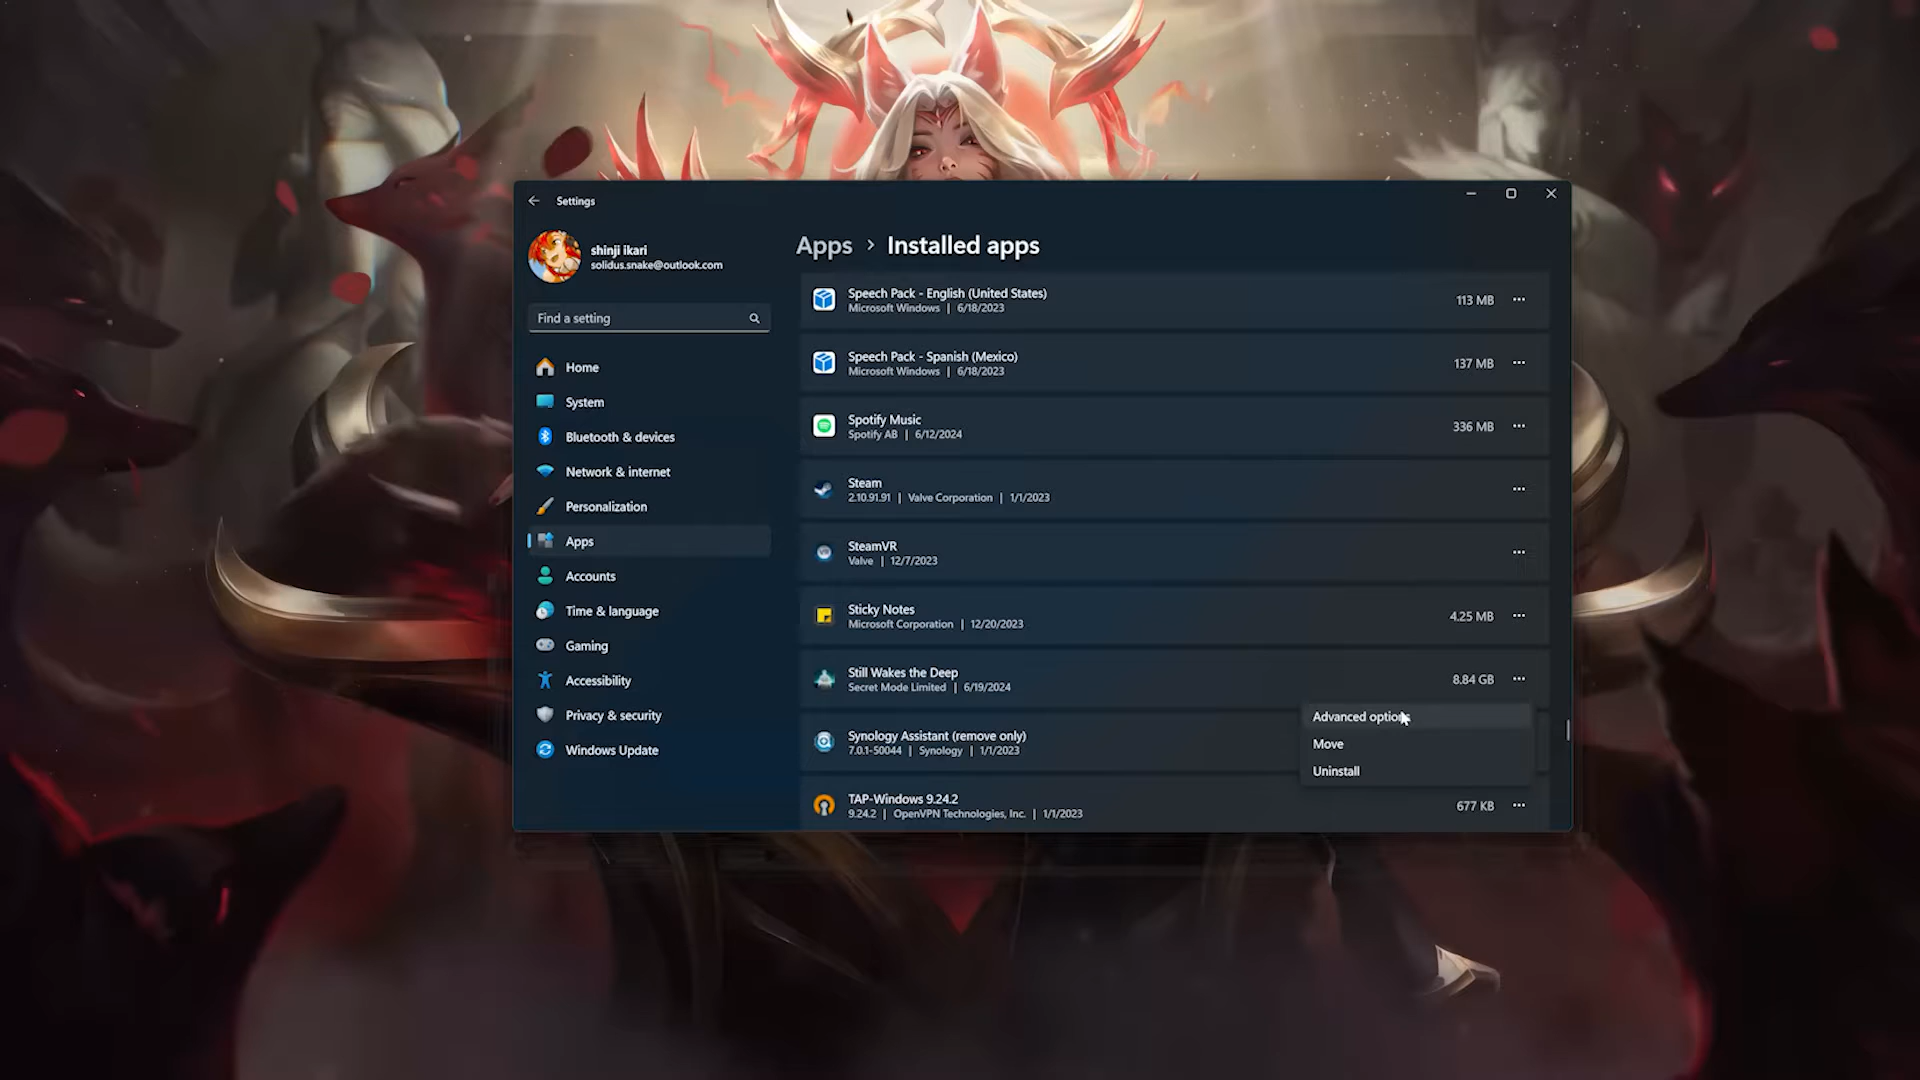 Settings
shinji ikari
solidus.snake@outlook.com
Find a setting
Home
System
Bluetooth & devices
Network & internet
Personalization
Apps
Accounts
Time & language
Gaming
Accessibility
Privacy & security
Windows Update
Apps > Installed apps
Speech Pack - English (United States)
Microsoft Windows | 6/18/2023
113 MB
Speech Pack - Spanish (Mexico)
Microsoft Windows | 6/18/2023
137 MB
Spotify Music
Spotify AB | 6/12/2024
336 MB
Steam
2.10.91.91 | Valve Corporation | 1/1/2023
SteamVR
Valve | 12/7/2023
Sticky Notes
Microsoft Corporation | 12/20/2023
4.25 MB
Still Wakes the Deep
Secret Mode Limited | 6/19/2024
8.84 GB
Advanced options
Move
Uninstall
Synology Assistant (remove only)
7.0.1-50044 | Synology | 1/1/2023
TAP-Windows 9.24.2
9.24.2 | OpenVPN Technologies, Inc. | 1/1/2023
677 KB